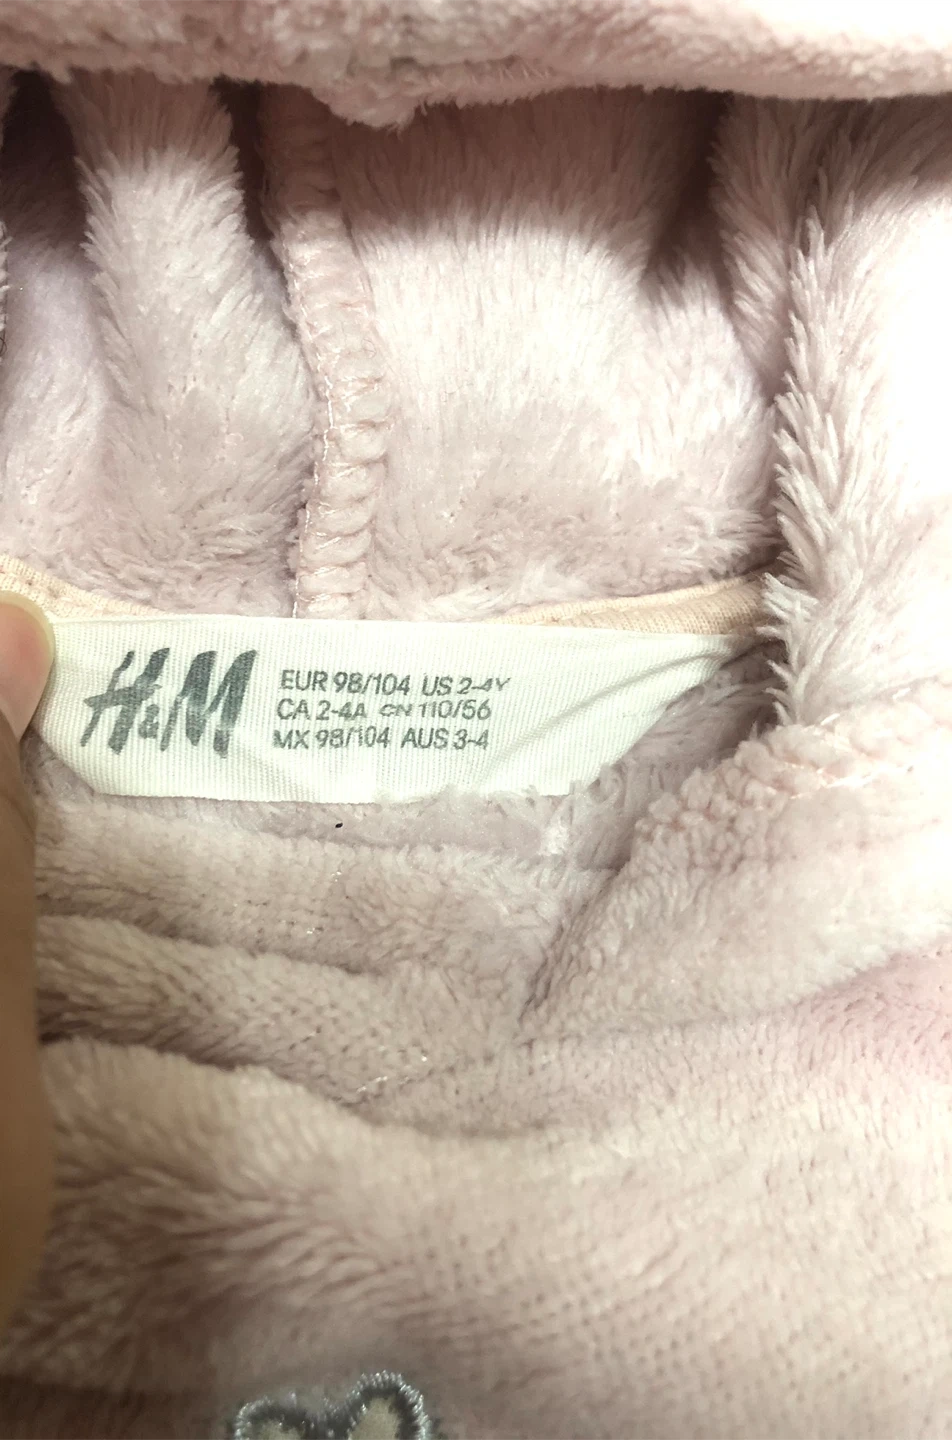 H&M
EUR 98/104 US 2-4Y
CA 2-4A CN 110/56
MX 98/104 AUS 3-4